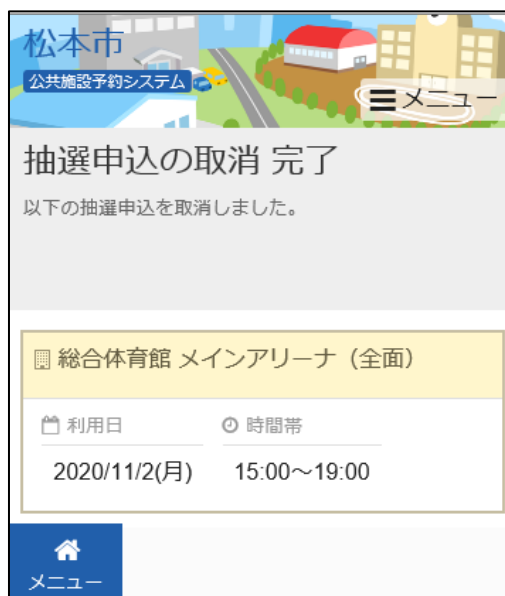 松本市
公共施設予約システム
メニュー
抽選申込の取消 完了
以下の抽選申込を取消しました。
総合体育館 メインアリーナ（全面）
利用日 時間帯
2020/11/2(月) 15:00～19:00
メニュー